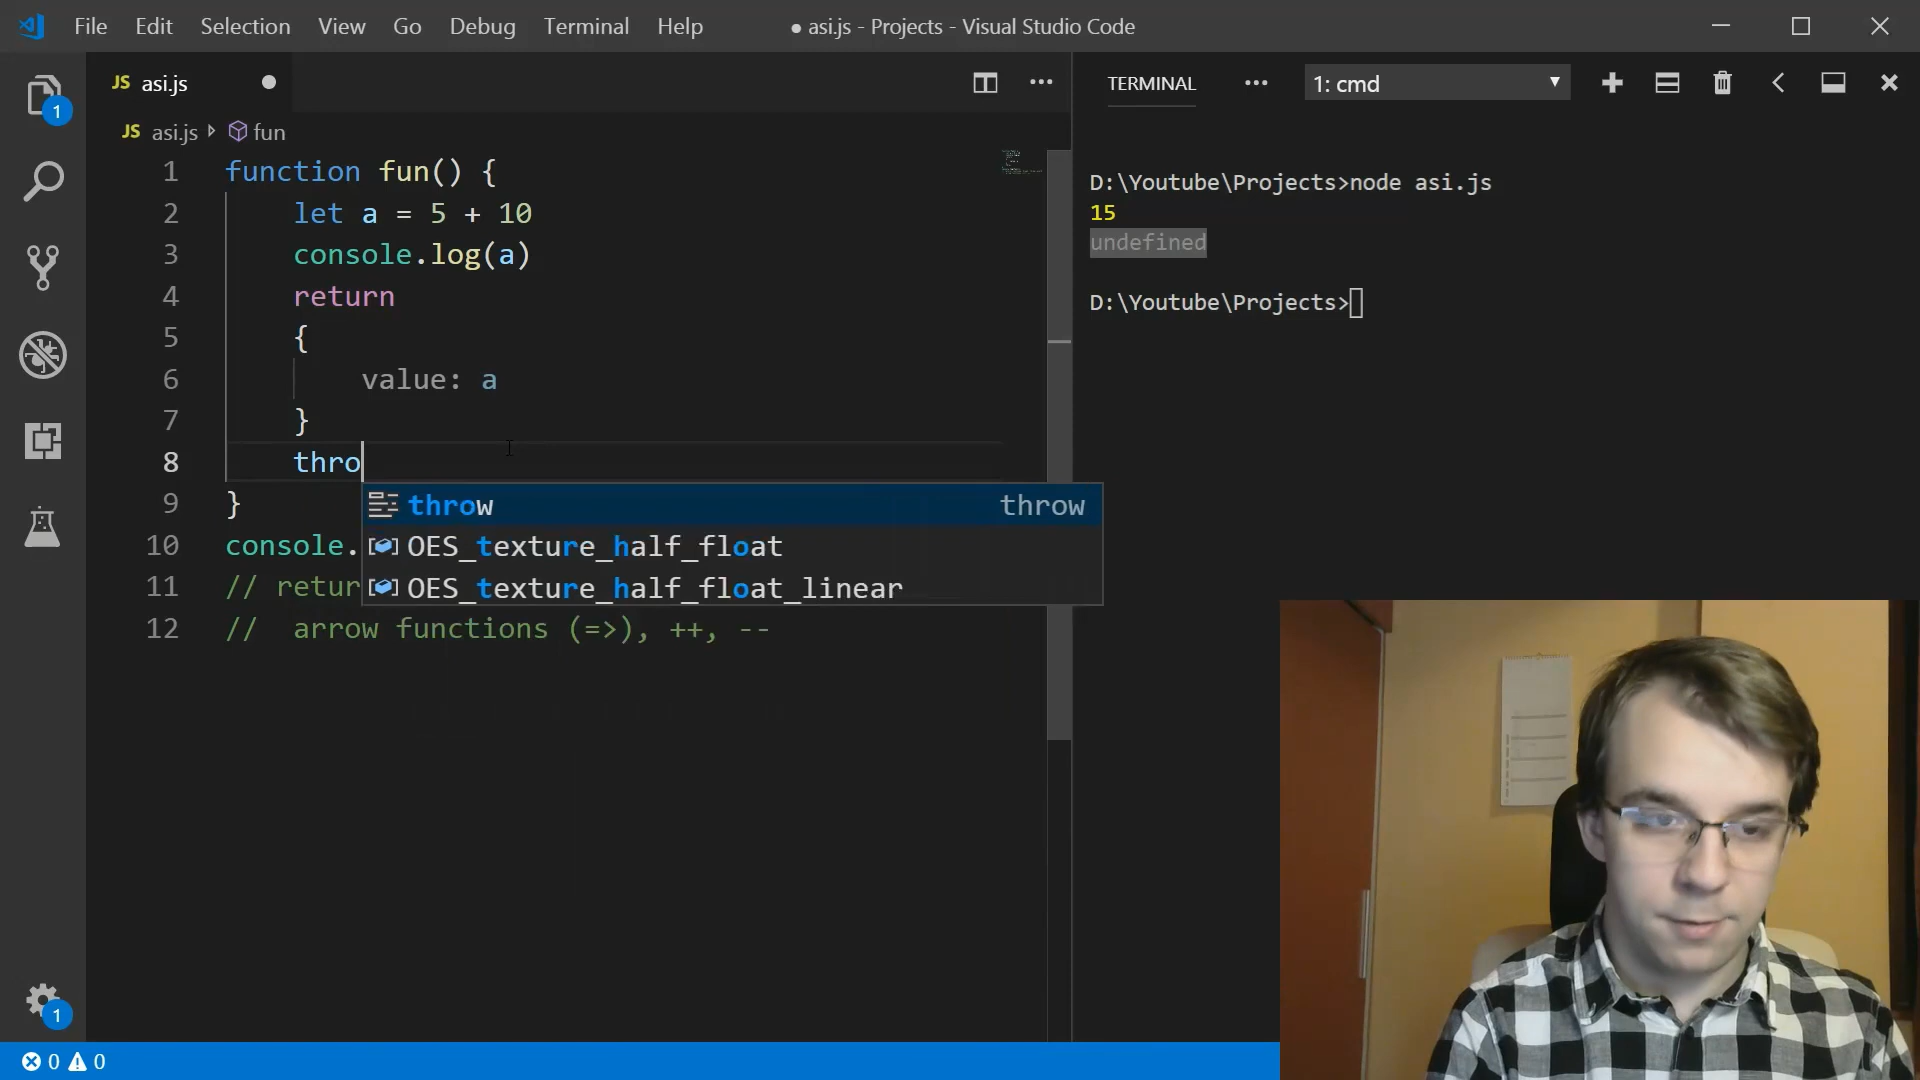 File Edit Selection View Go Debug Terminal Help ● asi.js - Projects - Visual Studio Code
JS asi.js
TERMINAL ••• 1: cmd
JS asi.js fun
1 function fun() {
2 let a = 5 + 10
3 console.log(a)
4 return
5 {
6 value: a
7 }
8 thro
throw throw
9 }
OES_texture_half_float
10 console.
OES_texture_half_float_linear
11 // retur
12 // arrow functions (=>), ++, --
D:\Youtube\Projects>node asi.js
15
undefined
D:\Youtube\Projects>
1
1
0 0